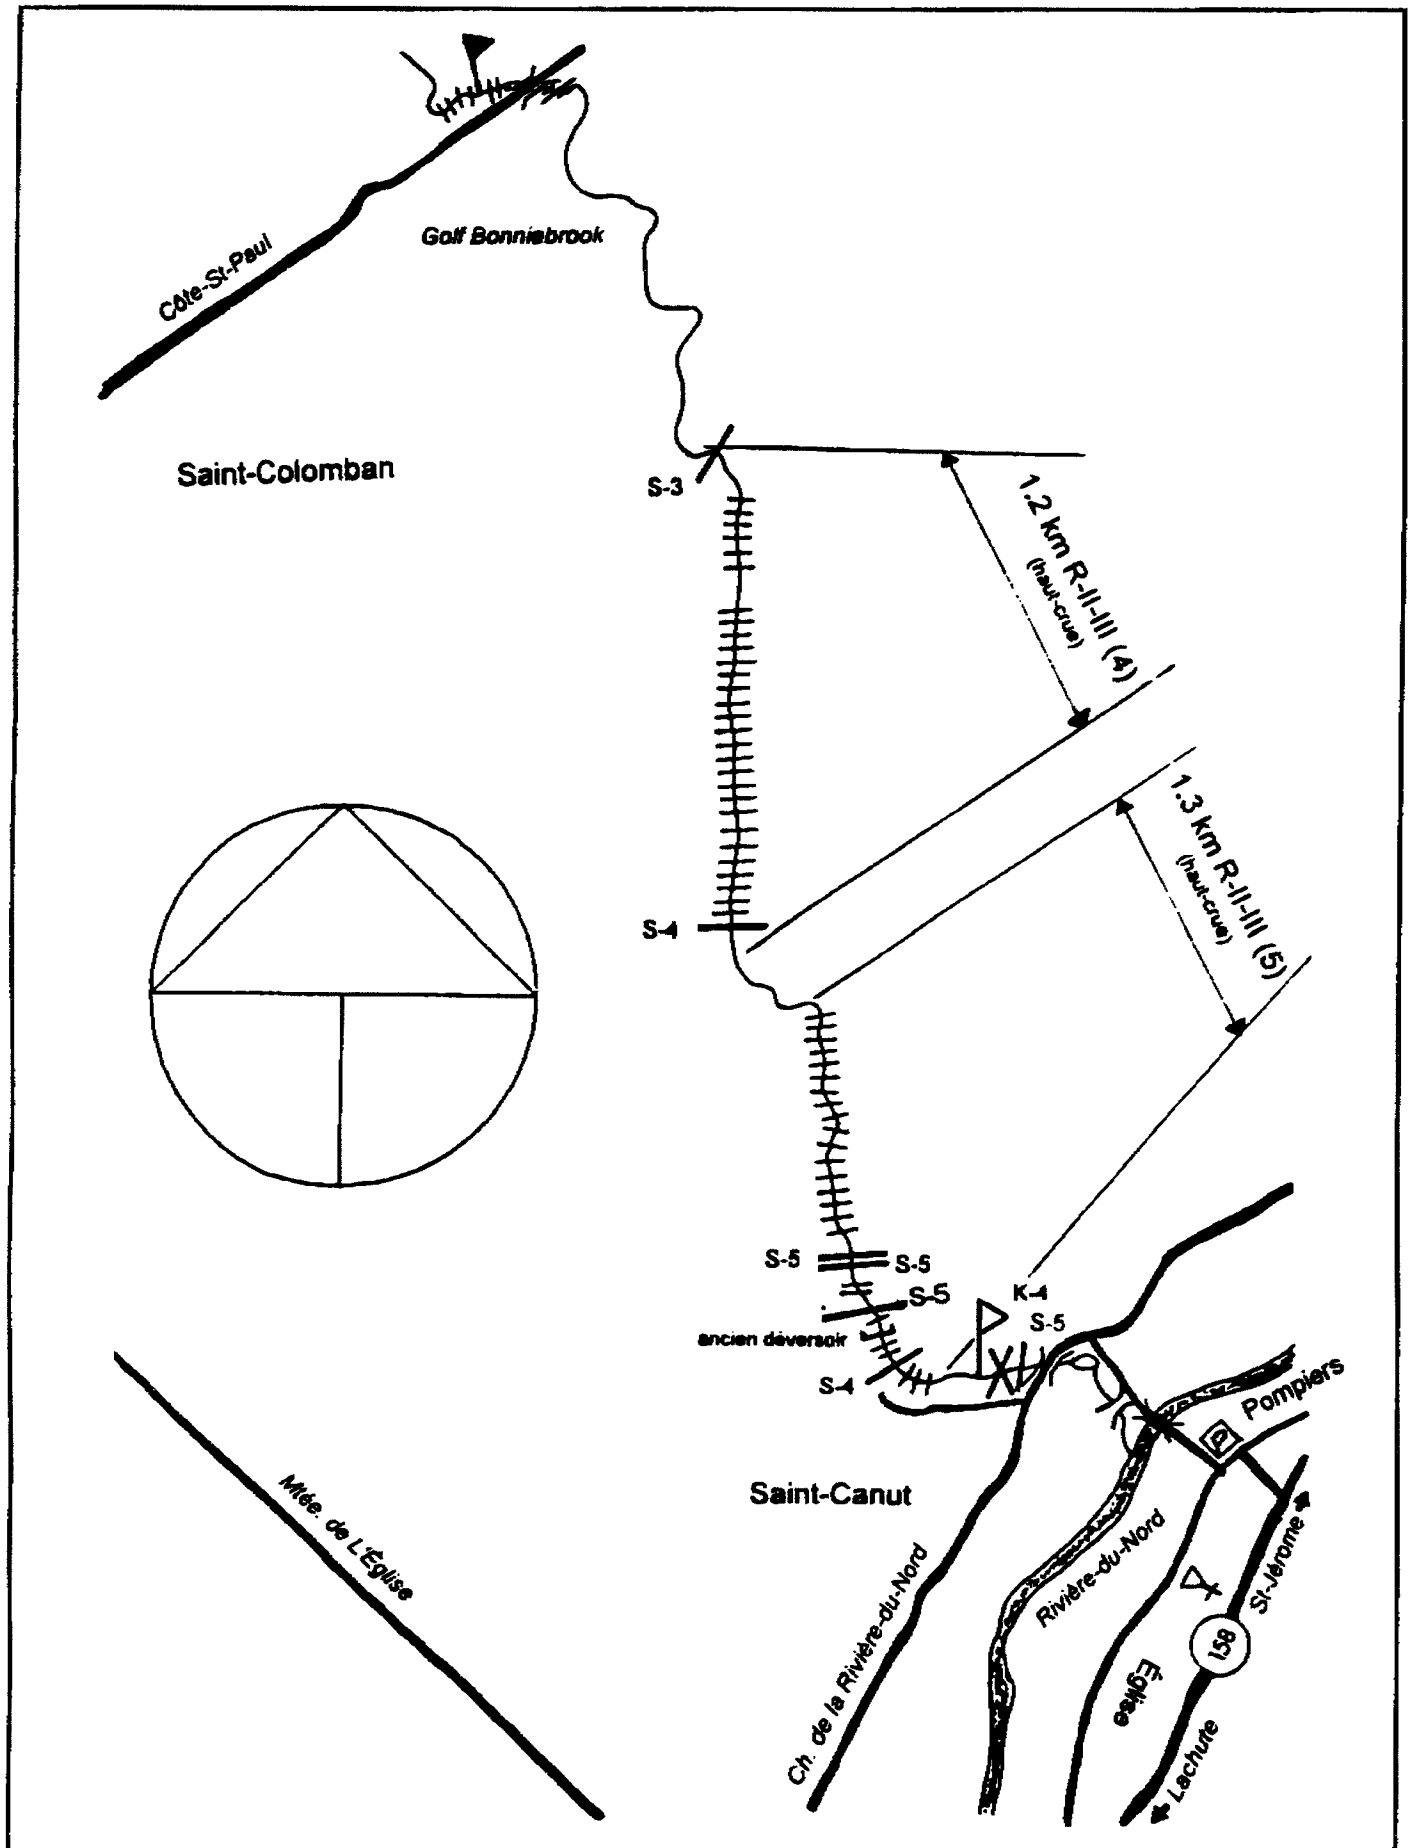 Golf Bonniebrook
Côte-St-Paul
Saint-Colomban
S-3
1.2 km R-II-III (4)
(haut-crue)
S-4
1.3 km R-II-III (5)
(haut-crue)
S-5
S-5
S-5
K-4
S-5
ancien déversoir
S-4
Pompiers
P
Saint-Canut
Mtée. de L'Église
Ch. de la Rivière-du-Nord
Rivière-du-Nord
Église
St-Jérome
158
Lachute